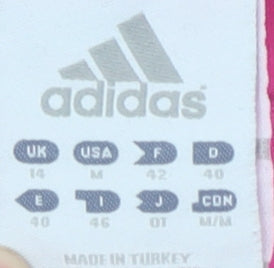 adidas
UK USA F D
14 M 42 40
E I J CDN
40 46 OT M/M
MADE IN TURKEY